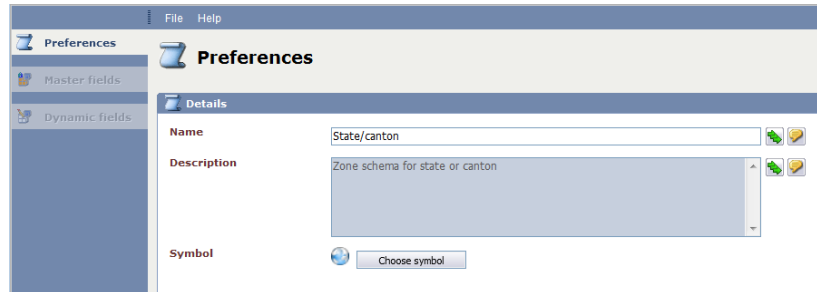 File Help
Preferences
Master fields
Dynamic fields
Preferences
Details
Name
State/canton
Description
Zone schema for state or canton
Symbol
Choose symbol